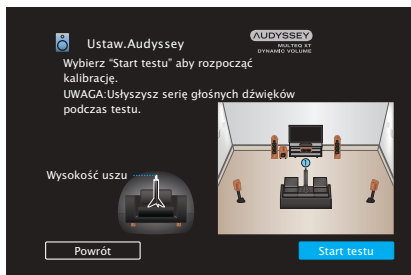 Ustaw.Audyssey
AUDYSSEY
MULTEQ XT
DYNAMIC VOLUME
Wybierz "Start testu" aby rozpocząć
kalibrację.
UWAGA:Usłyszysz serię głośnych dźwięków
podczas testu.
Wysokość uszu
1
Powrót
Start testu